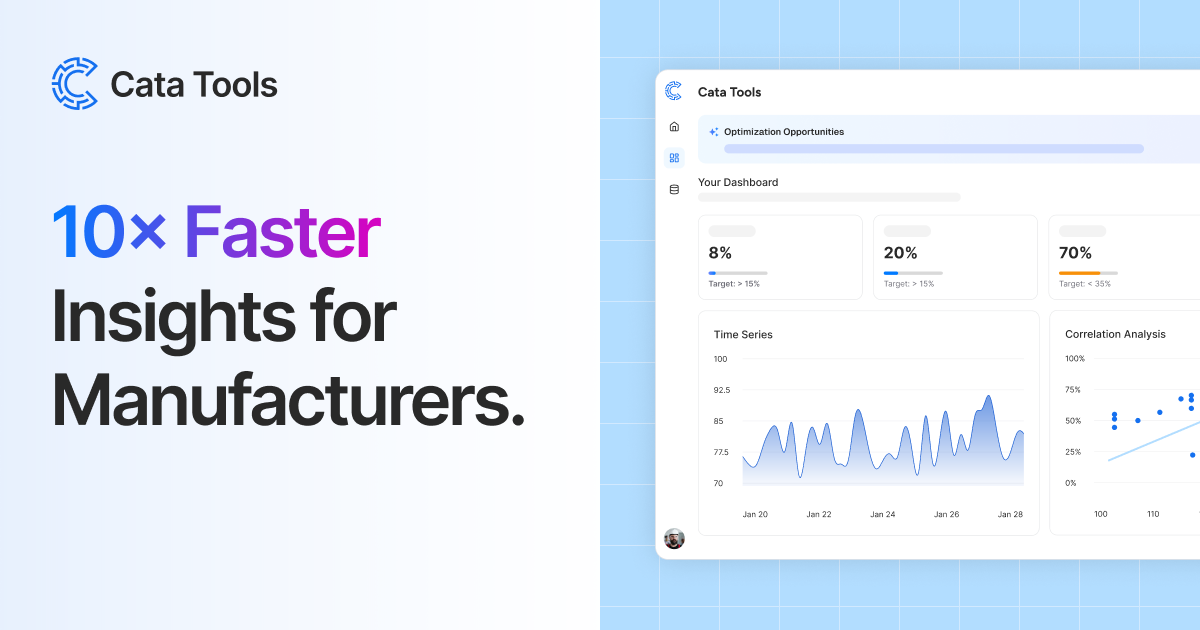 Cata Tools
10× Faster
Insights for
Manufacturers.
Cata Tools
Optimization Opportunities
Your Dashboard
8%
Target: > 15%
20%
Target: > 15%
70%
Target: < 35%
Time Series
100
92.5
85
77.5
70
Jan 20
Jan 22
Jan 24
Jan 26
Jan 28
Correlation Analysis
100%
75%
50%
25%
0%
100
110